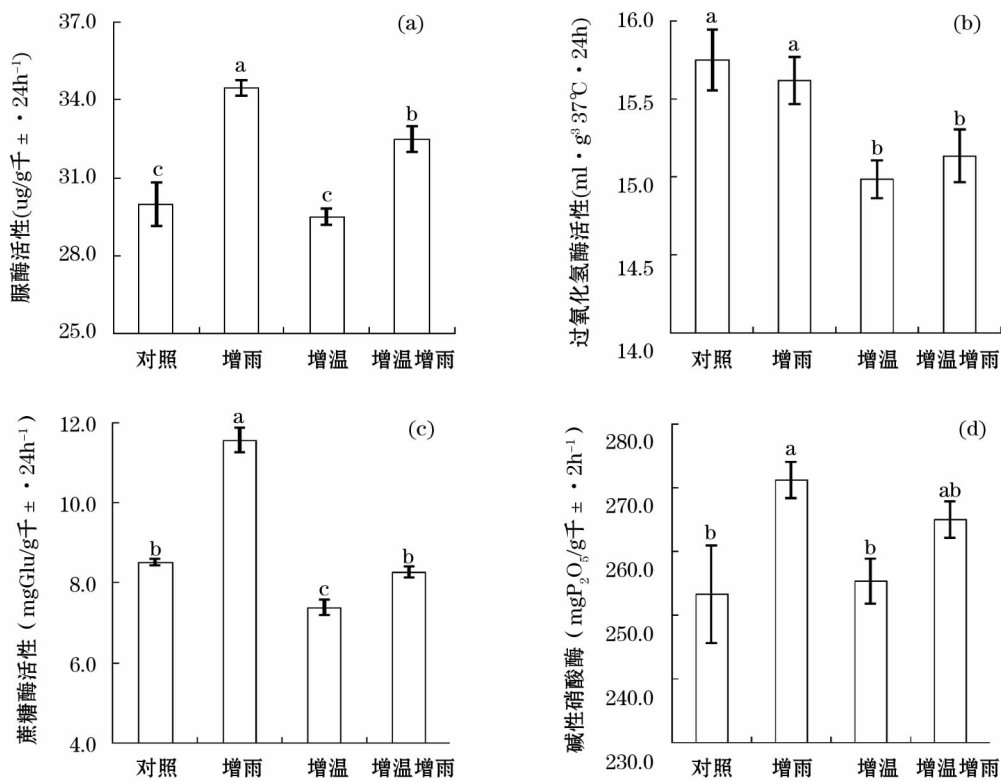 (a)
脲酶活性(ug/g千±·24h⁻¹)
37.0
34.0
31.0
28.0
25.0
c
a
c
b
对照 增雨 增温 增温增雨
(b)
过氧化氢酶活性(ml·g³ 37℃·24h)
16.0
15.5
15.0
14.5
14.0
a
a
b
b
对照 增雨 增温 增温增雨
(c)
蔗糖酶活性（mgGlu/g千±·24h⁻¹）
12.0
10.0
8.0
6.0
4.0
b
a
c
b
对照 增雨 增温 增温增雨
(d)
碱性硝酸酶（mgP₂O₅/g千±·2h⁻¹）
280.0
270.0
260.0
250.0
240.0
230.0
b
a
b
ab
对照 增雨 增温 增温增雨